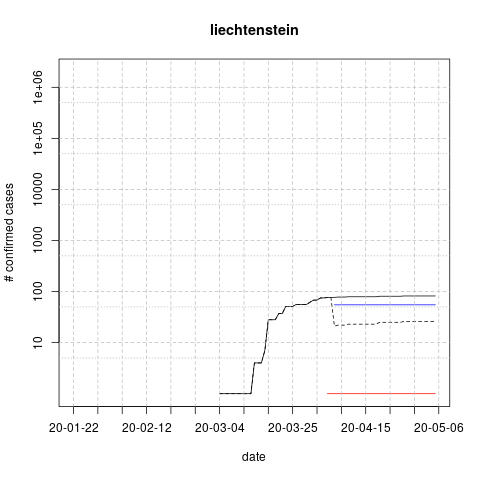 liechtenstein
# confirmed cases
1e+06
1e+05
10000
1000
100
10
20-01-22
20-02-12
20-03-04
20-03-25
20-04-15
20-05-06
date